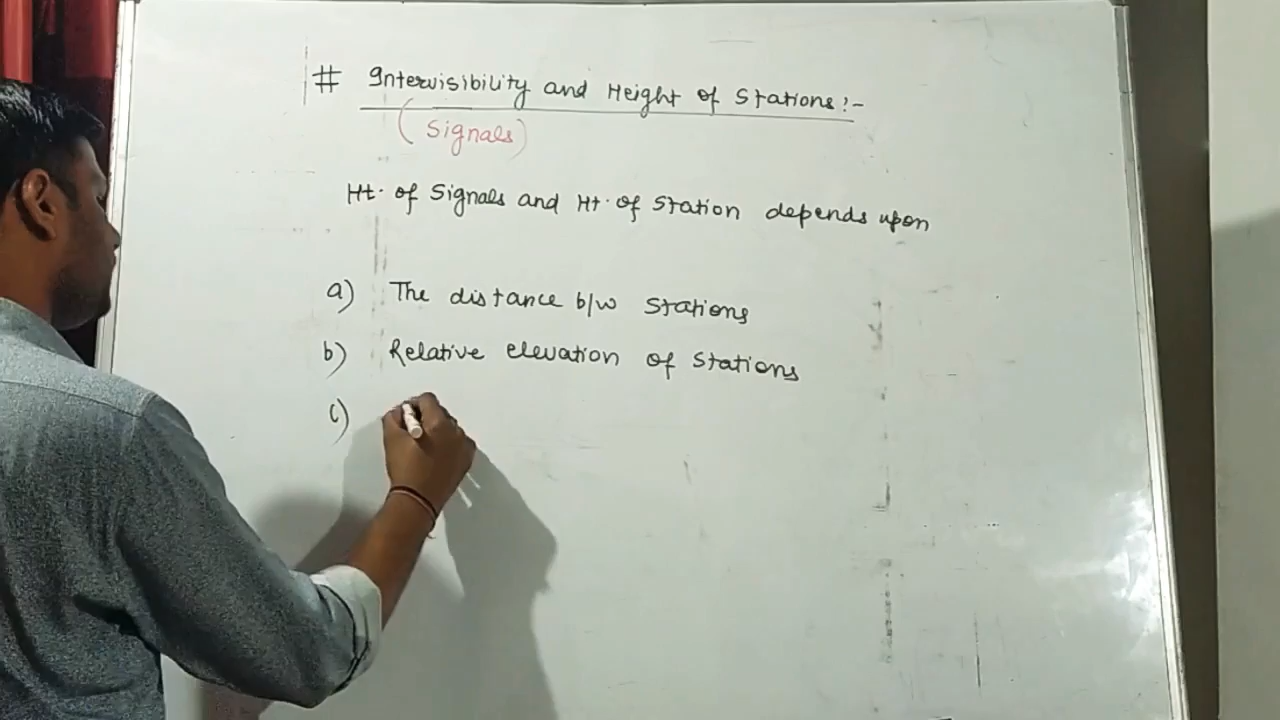 # Intervisibility and Height of Stations:-
(Signals)
Ht. of Signals and Ht. of Station depends upon
a) The distance b/w Stations
b) Relative elevation of Stations
c)